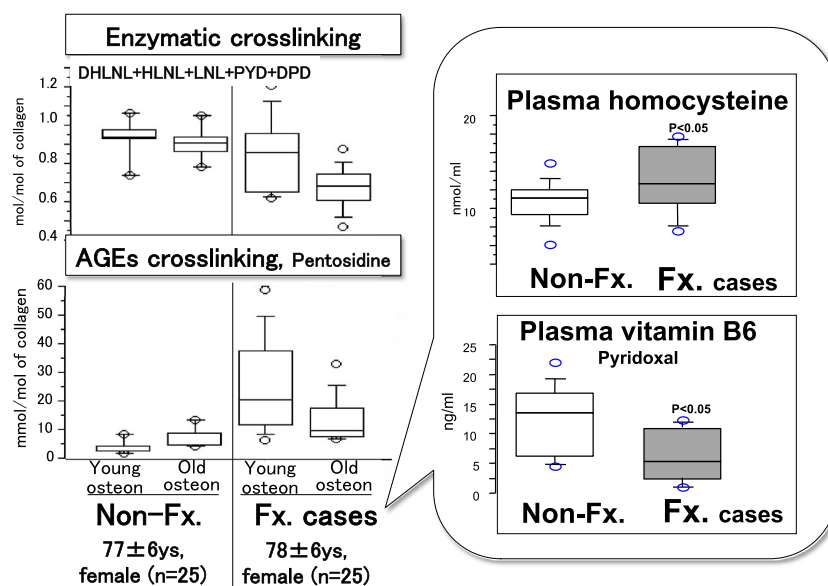 Enzymatic crosslinking
DHLNL+HLNL+LNL+PYD+DPD
mol/mol of collagen
1.2
1.0
0.8
0.6
0.4
AGEs crosslinking, Pentosidine
mmol/mol of collagen
60
50
40
30
20
10
0
Young osteon
Old osteon
Young osteon
Old osteon
Non-Fx.
Fx. cases
77±6ys,
female (n=25)
78±6ys,
female (n=25)
Plasma homocysteine
P<0.05
nmol/ml
20
10
Non-Fx.
Fx. cases
Plasma vitamin B6
Pyridoxal
P<0.05
ng/ml
25
20
15
10
5
0
Non-Fx.
Fx. cases